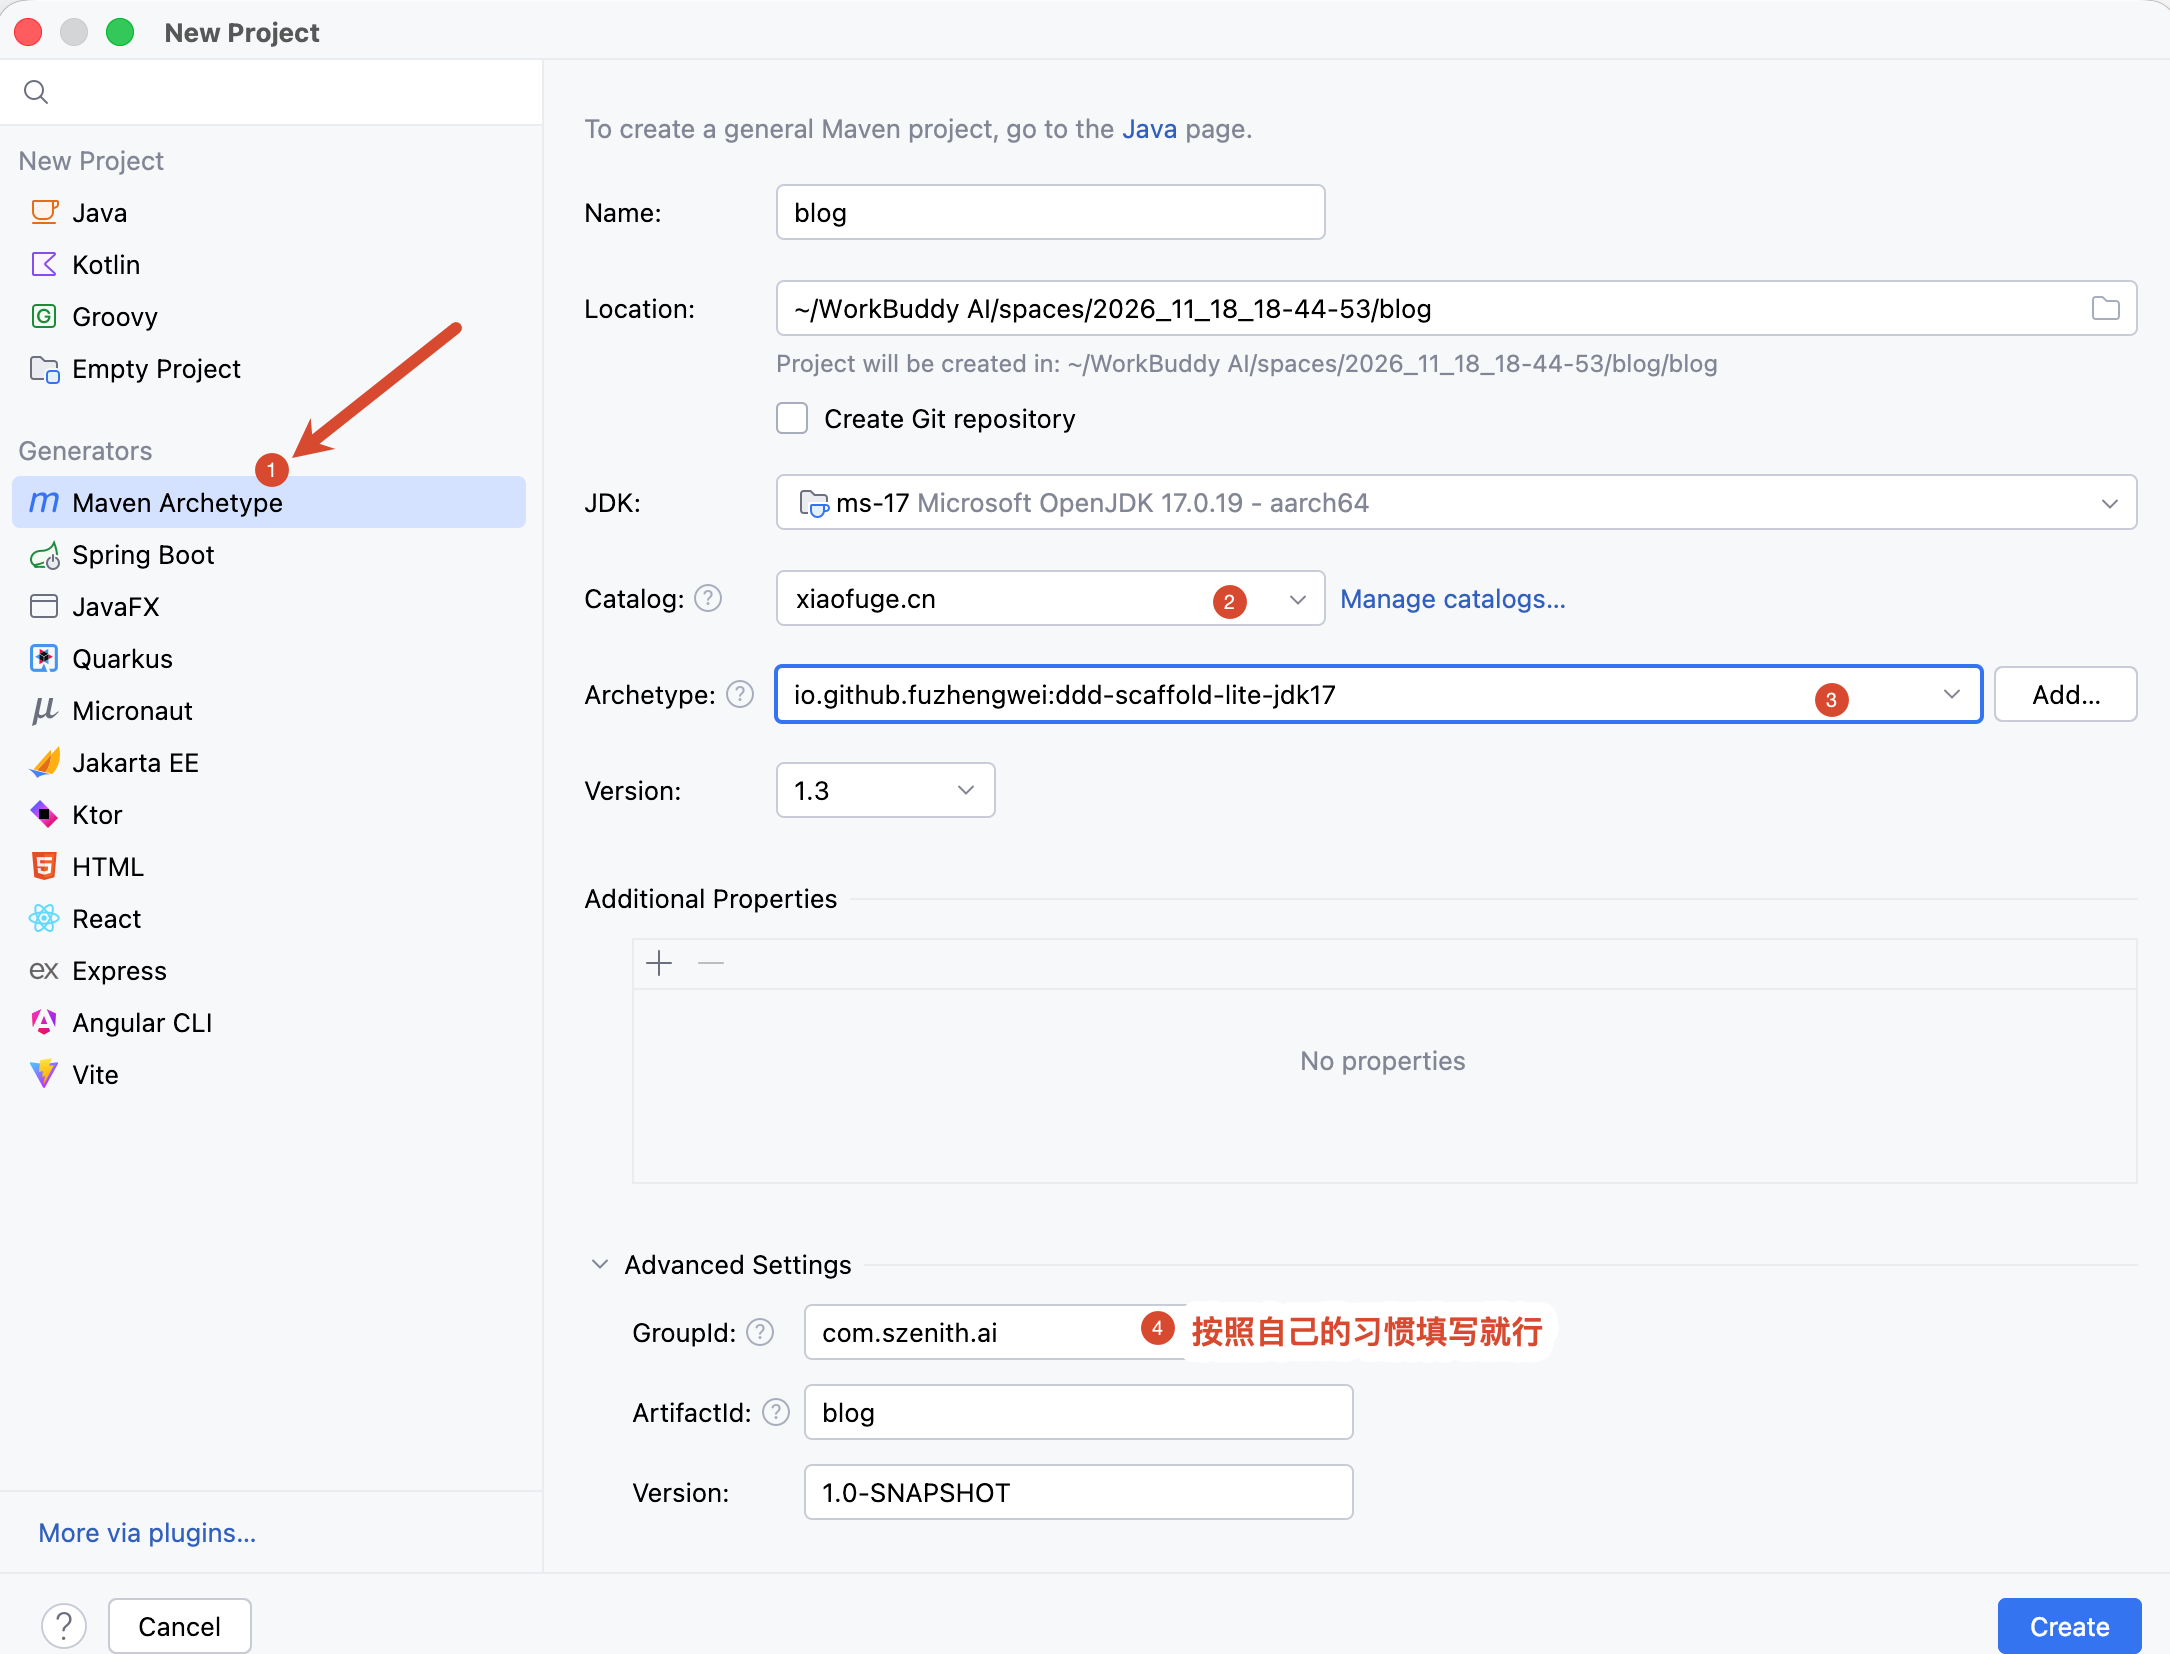 New Project
New Project
Java
Kotlin
Groovy
Empty Project
Generators
1
Maven Archetype
Spring Boot
JavaFX
Quarkus
Micronaut
Jakarta EE
Ktor
HTML
React
ex Express
Angular CLI
Vite
More via plugins...
To create a general Maven project, go to the Java page.
Name: blog
Location: ~/WorkBuddy AI/spaces/2026_11_18_18-44-53/blog
Project will be created in: ~/WorkBuddy AI/spaces/2026_11_18_18-44-53/blog/blog
Create Git repository
JDK: ms-17 Microsoft OpenJDK 17.0.19 - aarch64
Catalog: ? xiaofuge.cn 2 Manage catalogs...
Archetype: ? io.github.fuzhengwei:ddd-scaffold-lite-jdk17 3 Add...
Version: 1.3
Additional Properties
No properties
Advanced Settings
GroupId: ? com.szenith.ai 4 按照自己的习惯填写就行
ArtifactId: ? blog
Version: 1.0-SNAPSHOT
? Cancel Create